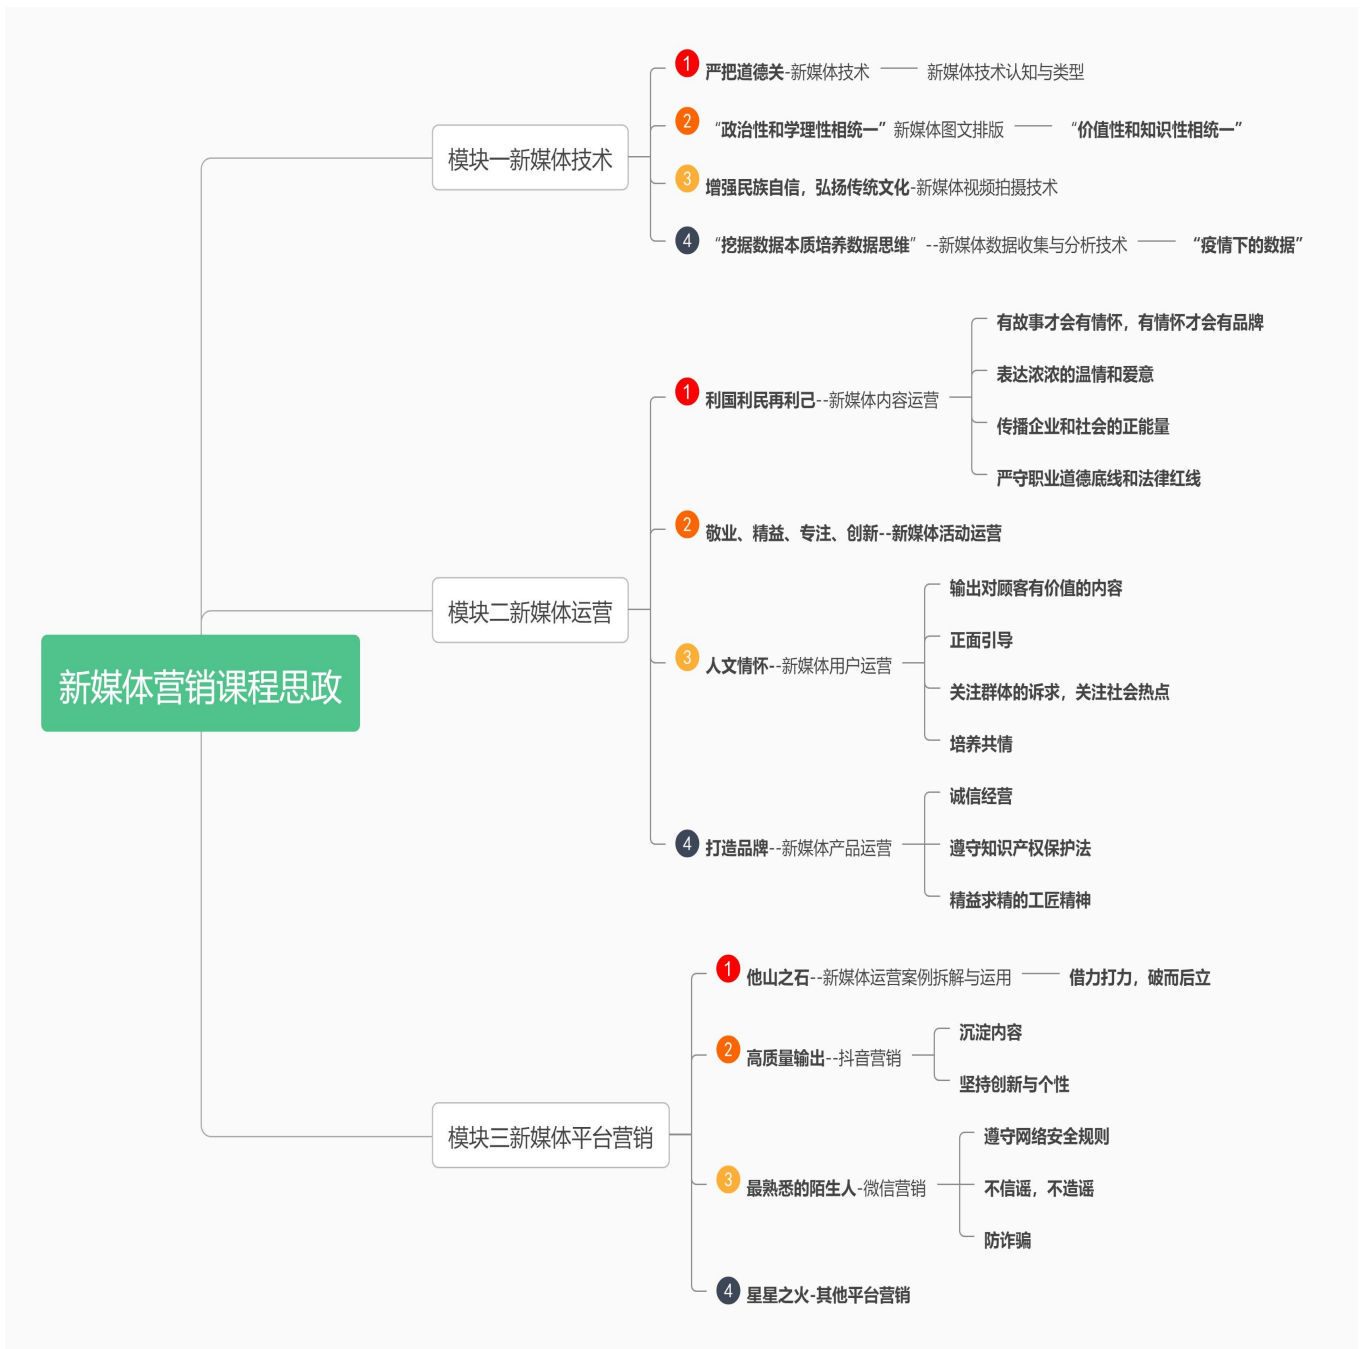 新媒体营销课程思政
模块一新媒体技术
1 严把道德关-新媒体技术 新媒体技术认知与类型
2 “政治性和学理性相统一”新媒体图文排版 “价值性和知识性相统一”
3 增强民族自信，弘扬传统文化-新媒体视频拍摄技术
4 “挖据数据本质培养数据思维”--新媒体数据收集与分析技术 “疫情下的数据”
模块二新媒体运营
1 利国利民再利己--新媒体内容运营
有故事才会有情怀，有情怀才会有品牌
表达浓浓的温情和爱意
传播企业和社会的正能量
严守职业道德底线和法律红线
2 敬业、精益、专注、创新--新媒体活动运营
3 人文情怀--新媒体用户运营
输出对顾客有价值的内容
正面引导
关注群体的诉求，关注社会热点
培养共情
4 打造品牌--新媒体产品运营
诚信经营
遵守知识产权保护法
精益求精的工匠精神
模块三新媒体平台营销
1 他山之石--新媒体运营案例拆解与运用 借力打力，破而后立
2 高质量输出--抖音营销
沉淀内容
坚持创新与个性
3 最熟悉的陌生人-微信营销
遵守网络安全规则
不信谣，不造谣
防诈骗
4 星星之火-其他平台营销